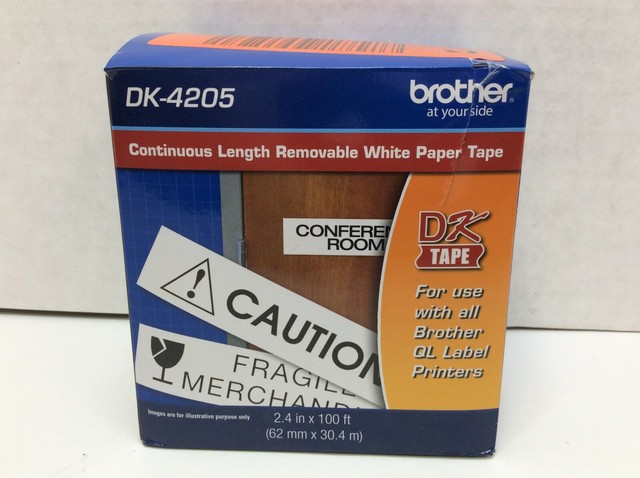 DK-4205
brother
at your side
Continuous Length Removable White Paper Tape
CONFEREN
ROOM
DK
TAPE
CAUTION
FRAGILE
MERCHAND
For use
with all
Brother
QL Label
Printers
Images are for illustrative purpose only
2.4 in x 100 ft
(62 mm x 30.4 m)